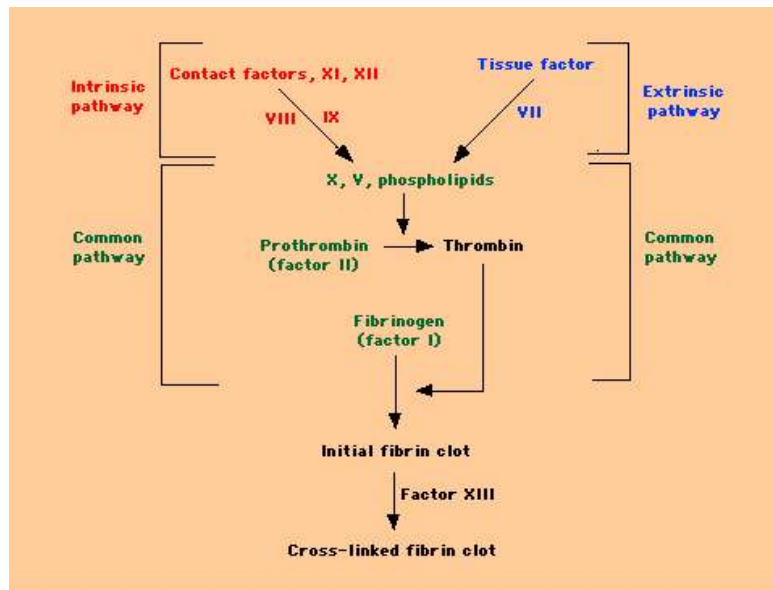 Contact factors, XI, XII
Tissue factor
Intrinsic
pathway
Extrinsic
pathway
VIII
IX
VII
X, V, phospholipids
Common
pathway
Prothrombin
(factor II)
Thrombin
Common
pathway
Fibrinogen
(factor I)
Initial fibrin clot
Factor XIII
Cross-linked fibrin clot